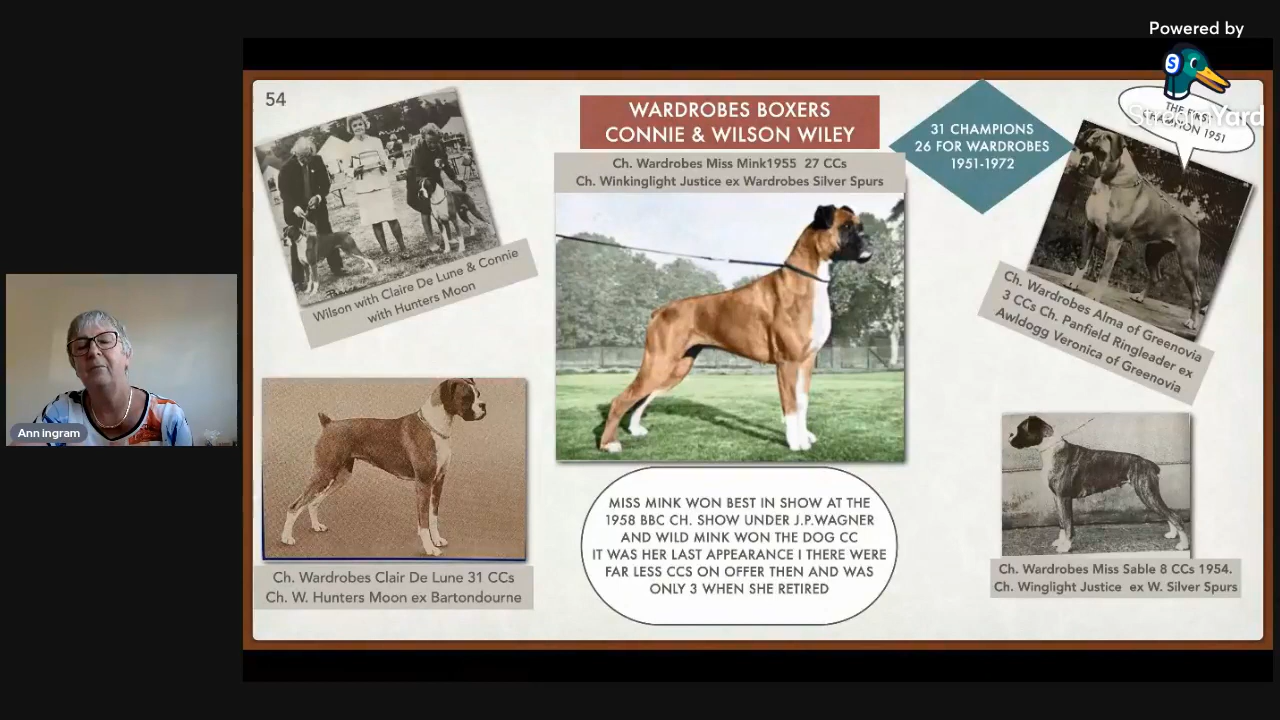 Powered by
StreamYard
54
WARDROBES BOXERS
CONNIE & WILSON WILEY
31 CHAMPIONS
26 FOR WARDROBES
1951-1972
THE FIRST
CHAMPION 1951
Ch. Wardrobes Miss Mink1955 27 CCs
Ch. Winkinglight Justice ex Wardrobes Silver Spurs
Wilson with Claire De Lune & Connie
with Hunters Moon
Ch. Wardrobes Alma of Greenovia
3 CCs Ch. Panfield Ringleader ex
Awldogg Veronica of Greenovia
Ann ingram
Ch. Wardrobes Clair De Lune 31 CCs
Ch. W. Hunters Moon ex Bartondourne
MISS MINK WON BEST IN SHOW AT THE
1958 BBC CH. SHOW UNDER J.P.WAGNER
AND WILD MINK WON THE DOG CC
IT WAS HER LAST APPEARANCE I THERE WERE
FAR LESS CCS ON OFFER THEN AND WAS
ONLY 3 WHEN SHE RETIRED
Ch. Wardrobes Miss Sable 8 CCs 1954.
Ch. Winglight Justice ex W. Silver Spurs